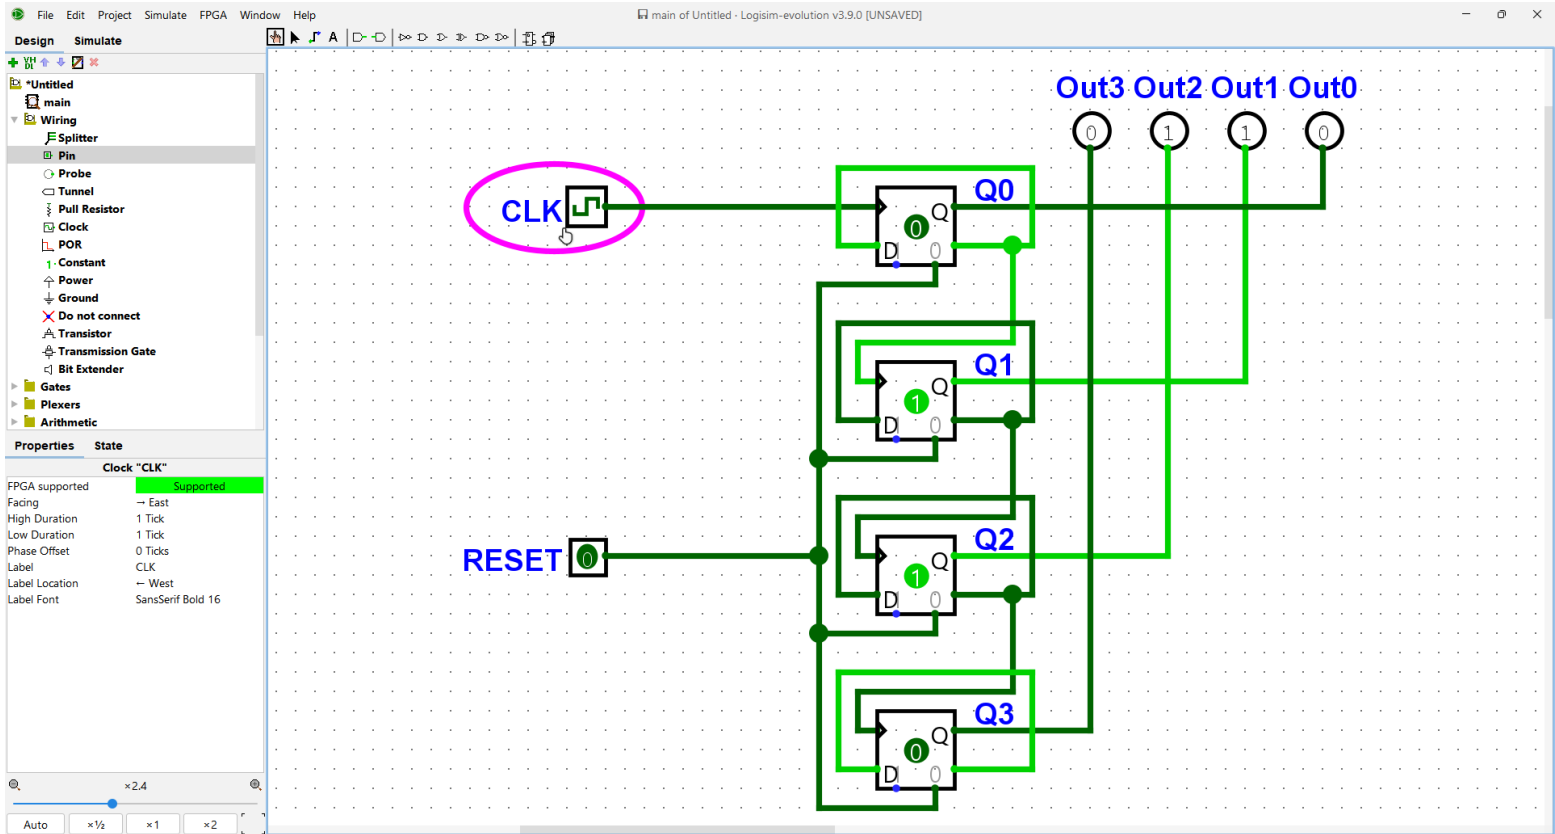 File Edit Project Simulate FPGA Window Help
main of Untitled · Logisim-evolution v3.9.0 [UNSAVED]
Design Simulate
A
VH
DL
*Untitled
main
Wiring
Splitter
Pin
Probe
Tunnel
Pull Resistor
Clock
POR
1 Constant
Power
Ground
Do not connect
Transistor
Transmission Gate
Bit Extender
Gates
Plexers
Arithmetic
Properties State
Clock "CLK"
FPGA supported Supported
Facing → East
High Duration 1 Tick
Low Duration 1 Tick
Phase Offset 0 Ticks
Label CLK
Label Location ← West
Label Font SansSerif Bold 16
×2.4
Auto ×½ ×1 ×2
Out3 Out2 Out1 Out0
0 1 1 0
CLK
Q0
Q
0
D 0
Q1
Q
1
D 0
RESET 0
Q2
Q
1
D 0
Q3
Q
0
D 0